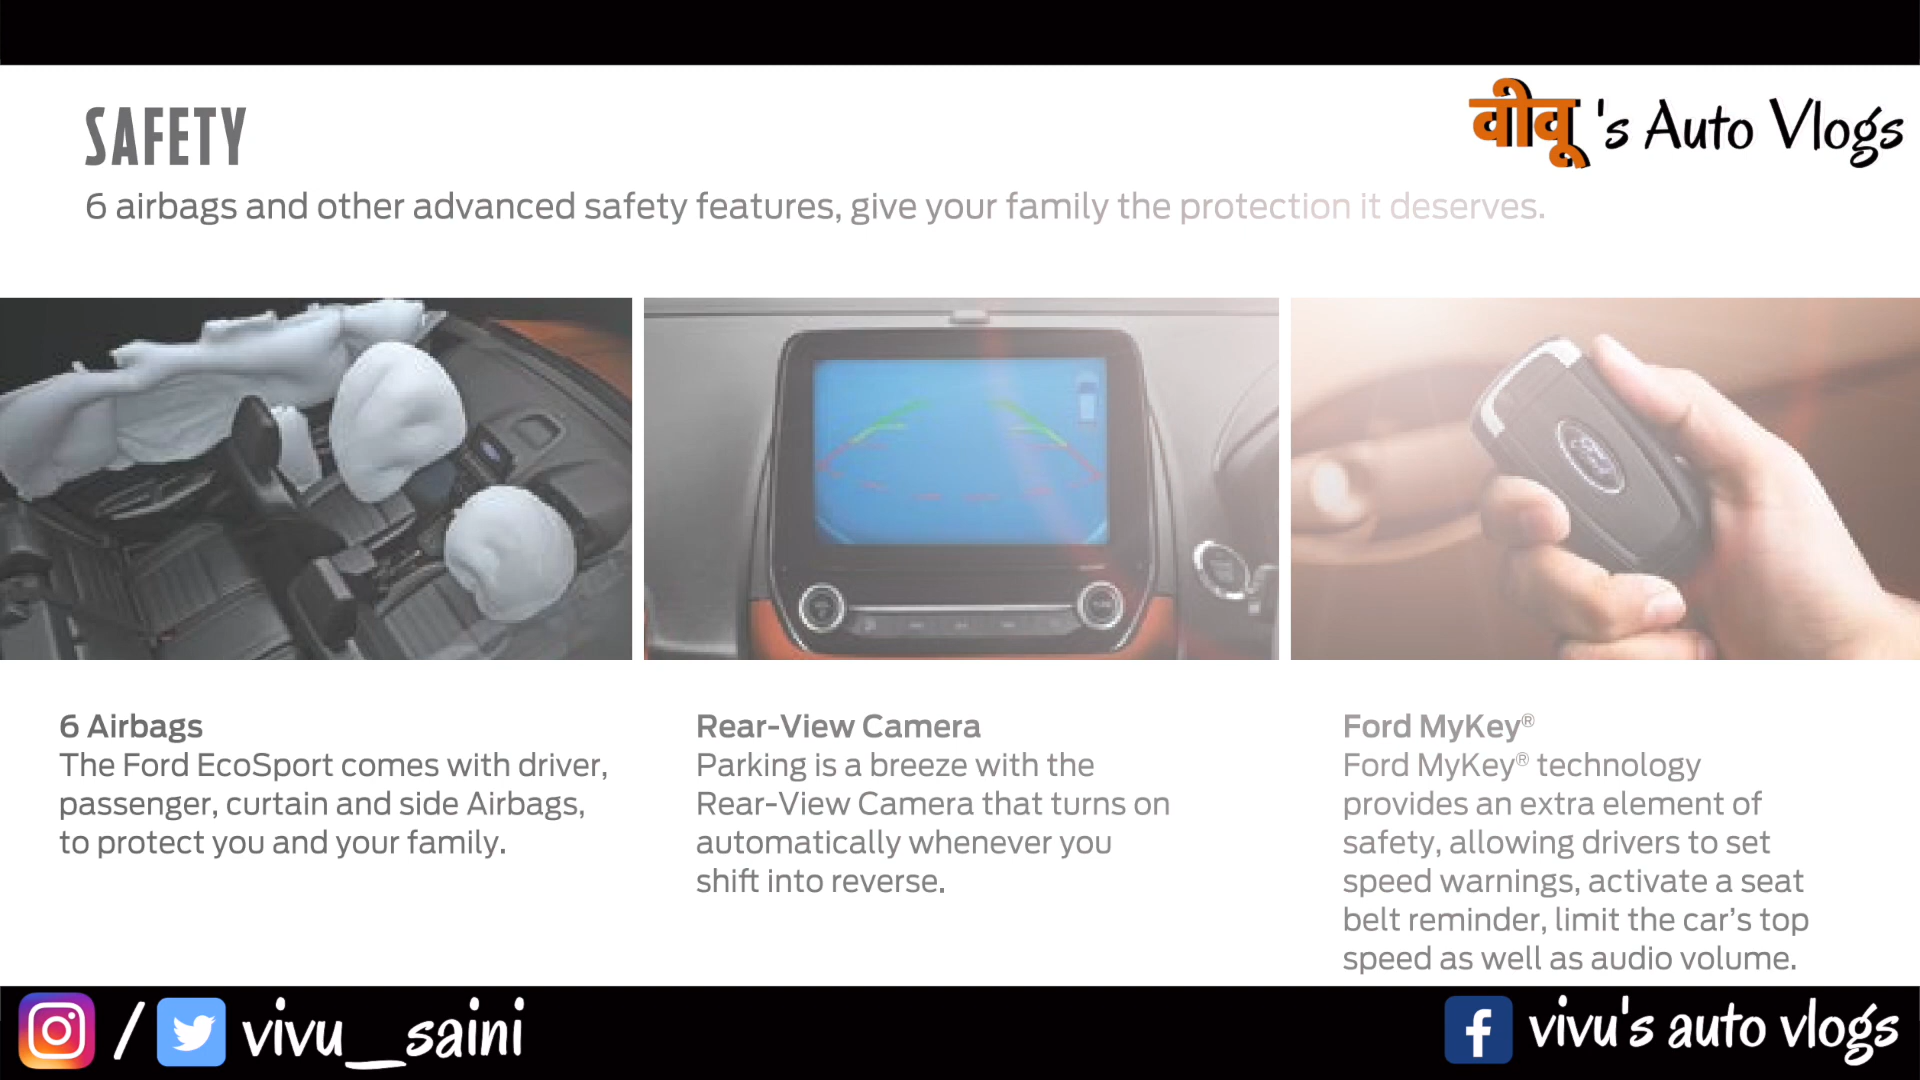 SAFETY
वीवू 's Auto Vlogs
6 airbags and other advanced safety features, give your family the protection it deserves.
6 Airbags
The Ford EcoSport comes with driver,
passenger, curtain and side Airbags,
to protect you and your family.
Rear-View Camera
Parking is a breeze with the
Rear-View Camera that turns on
automatically whenever you
shift into reverse.
Ford MyKey®
Ford MyKey® technology
provides an extra element of
safety, allowing drivers to set
speed warnings, activate a seat
belt reminder, limit the car's top
speed as well as audio volume.
/ vivu__saini
vivu's auto vlogs